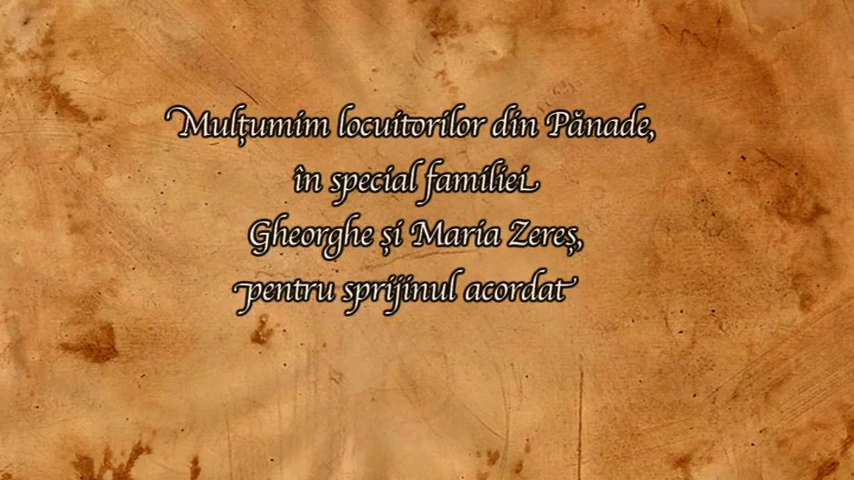 Mulțumim locuitorilor din Pănade,
în special familiei
Gheorghe și Maria Zereș,
pentru sprijinul acordat